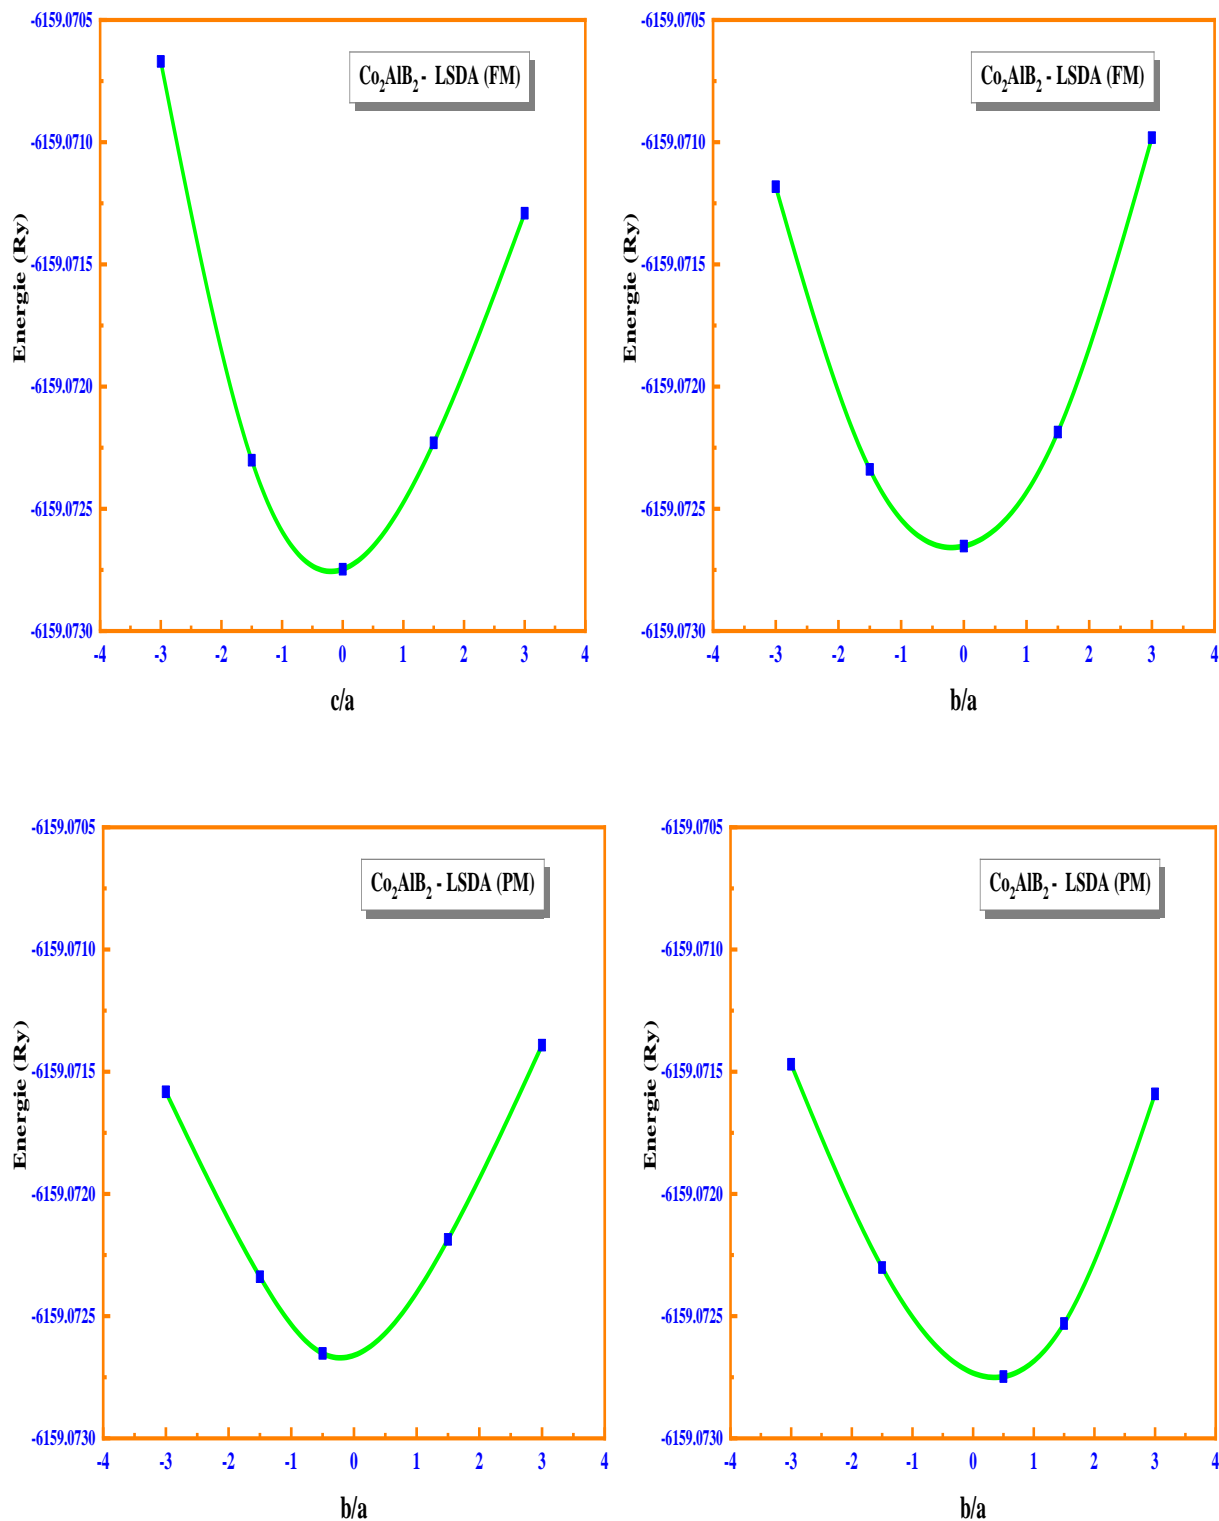 Co2AlB2 - LSDA (FM)
Energie (Ry)
-6159.0705
-6159.0710
-6159.0715
-6159.0720
-6159.0725
-6159.0730
-4 -3 -2 -1 0 1 2 3 4
c/a
Co2AlB2 - LSDA (FM)
Energie (Ry)
-6159.0705
-6159.0710
-6159.0715
-6159.0720
-6159.0725
-6159.0730
-4 -3 -2 -1 0 1 2 3 4
b/a
Co2AlB2 - LSDA (PM)
Energie (Ry)
-6159.0705
-6159.0710
-6159.0715
-6159.0720
-6159.0725
-6159.0730
-4 -3 -2 -1 0 1 2 3 4
b/a
Co2AlB2 - LSDA (PM)
Energie (Ry)
-6159.0705
-6159.0710
-6159.0715
-6159.0720
-6159.0725
-6159.0730
-4 -3 -2 -1 0 1 2 3 4
b/a